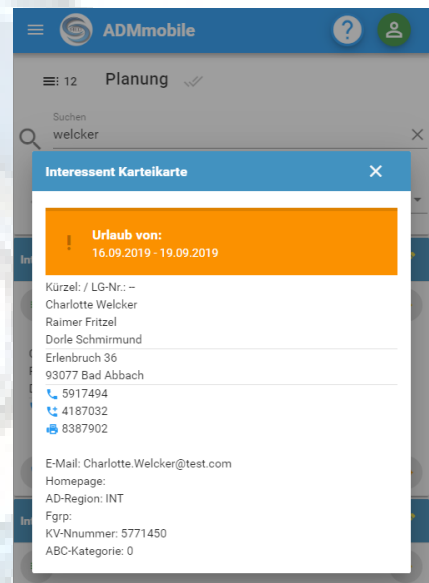 ADMmobile
?
12 Planung
Suchen
welcker
Interessent Karteikarte
Urlaub von:
16.09.2019 - 19.09.2019
Kürzel: / LG-Nr.: –
Charlotte Welcker
Raimer Fritzel
Dorle Schmirmund
Erlenbruch 36
93077 Bad Abbach
5917494
4187032
8387902
E-Mail: Charlotte.Welcker@test.com
Homepage:
AD-Region: INT
Fgrp:
KV-Nnummer: 5771450
ABC-Kategorie: 0